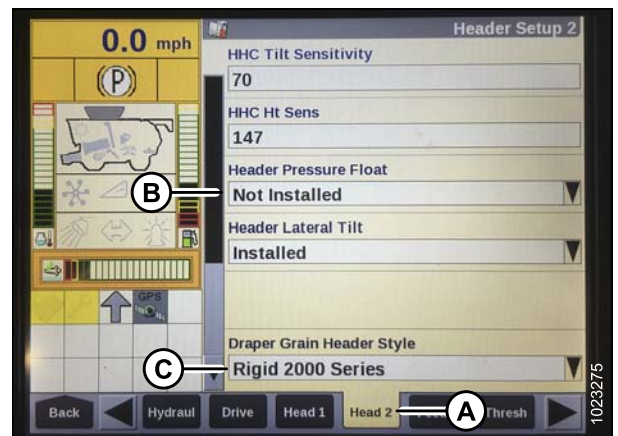 0.0 mph
Header Setup 2
(P)
HHC Tilt Sensitivity
70
HHC Ht Sens
147
Header Pressure Float
B
Not Installed
Header Lateral Tilt
Installed
GPS
Draper Grain Header Style
C
Rigid 2000 Series
Back
Hydraul
Drive
Head 1
Head 2
A
Thresh
1023275